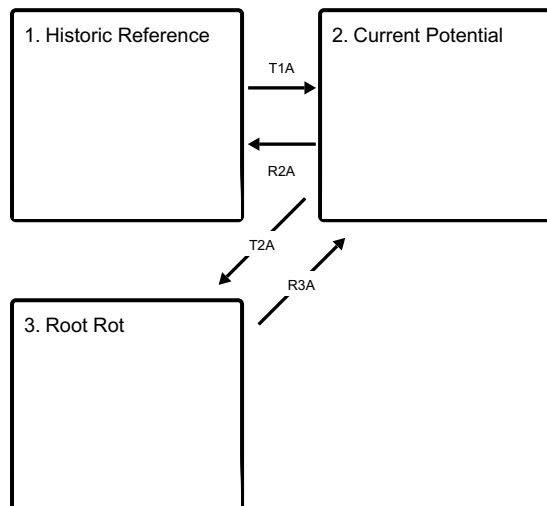 1. Historic Reference
2. Current Potential
T1A
R2A
T2A
R3A
3. Root Rot